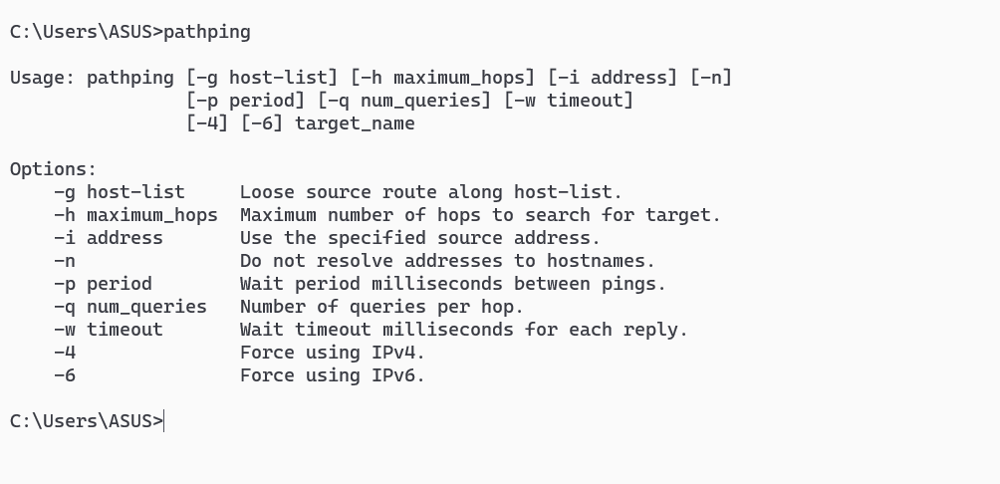 C:\Users\ASUS>pathping
Usage: pathping [-g host-list] [-h maximum_hops] [-i address] [-n]
                [-p period] [-q num_queries] [-w timeout]
                [-4] [-6] target_name
Options:
    -g host-list     Loose source route along host-list.
    -h maximum_hops  Maximum number of hops to search for target.
    -i address       Use the specified source address.
    -n               Do not resolve addresses to hostnames.
    -p period        Wait period milliseconds between pings.
    -q num_queries   Number of queries per hop.
    -w timeout       Wait timeout milliseconds for each reply.
    -4               Force using IPv4.
    -6               Force using IPv6.
C:\Users\ASUS>